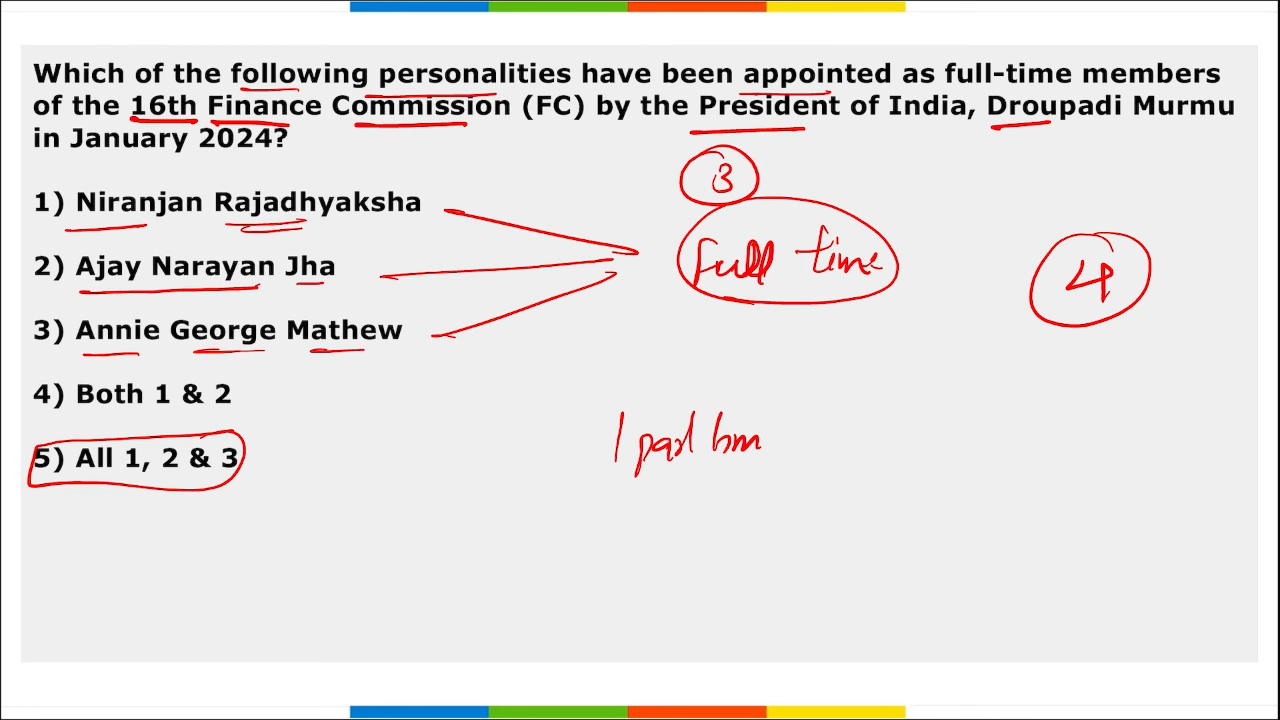 Which of the following personalities have been appointed as full-time members
of the 16th Finance Commission (FC) by the President of India, Droupadi Murmu
in January 2024?
3
1) Niranjan Rajadhyaksha
full time
4
2) Ajay Narayan Jha
3) Annie George Mathew
4) Both 1 & 2
1 part
5) All 1, 2 & 3